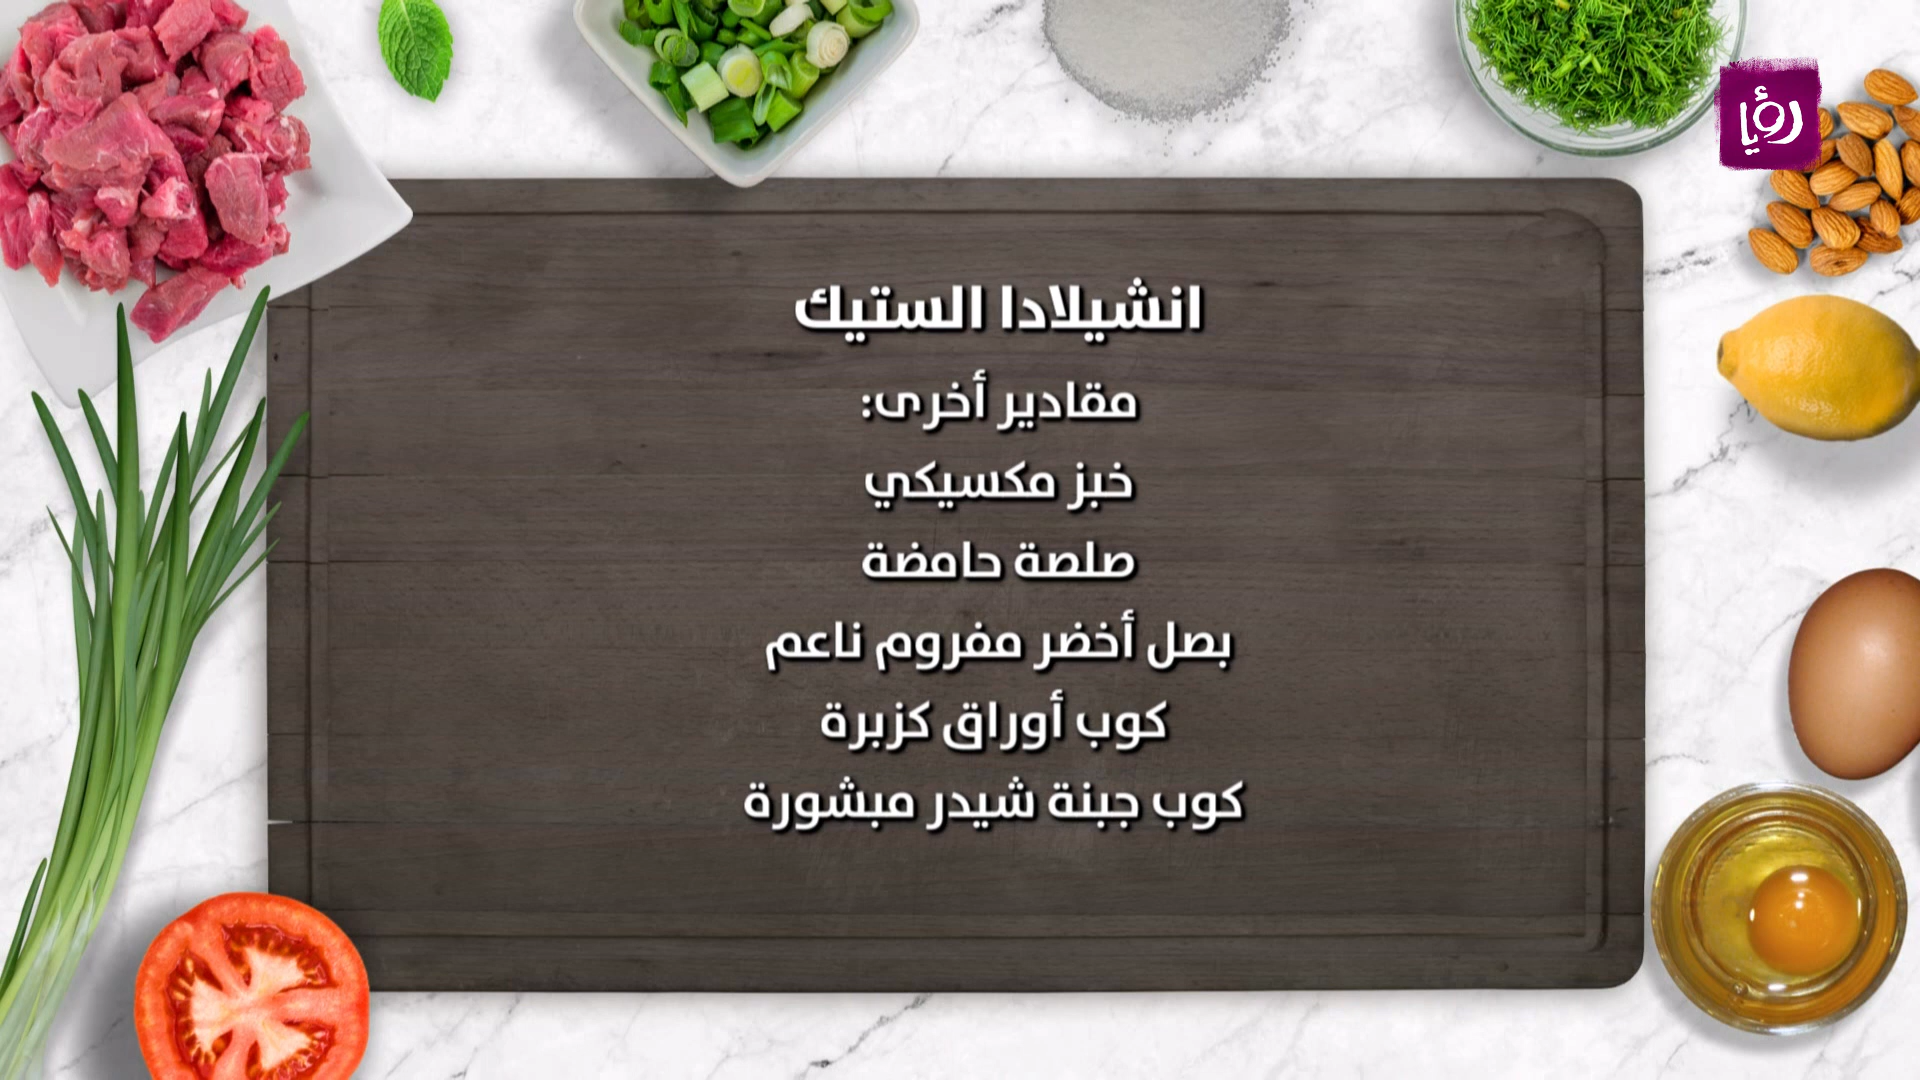 رؤيا
انشيلادا الستيك
مقادير أخرى:
خبز مكسيكي
صلصة حامضة
بصل أخضر مفروم ناعم
كوب أوراق كزبرة
كوب جبنة شيدر مبشورة